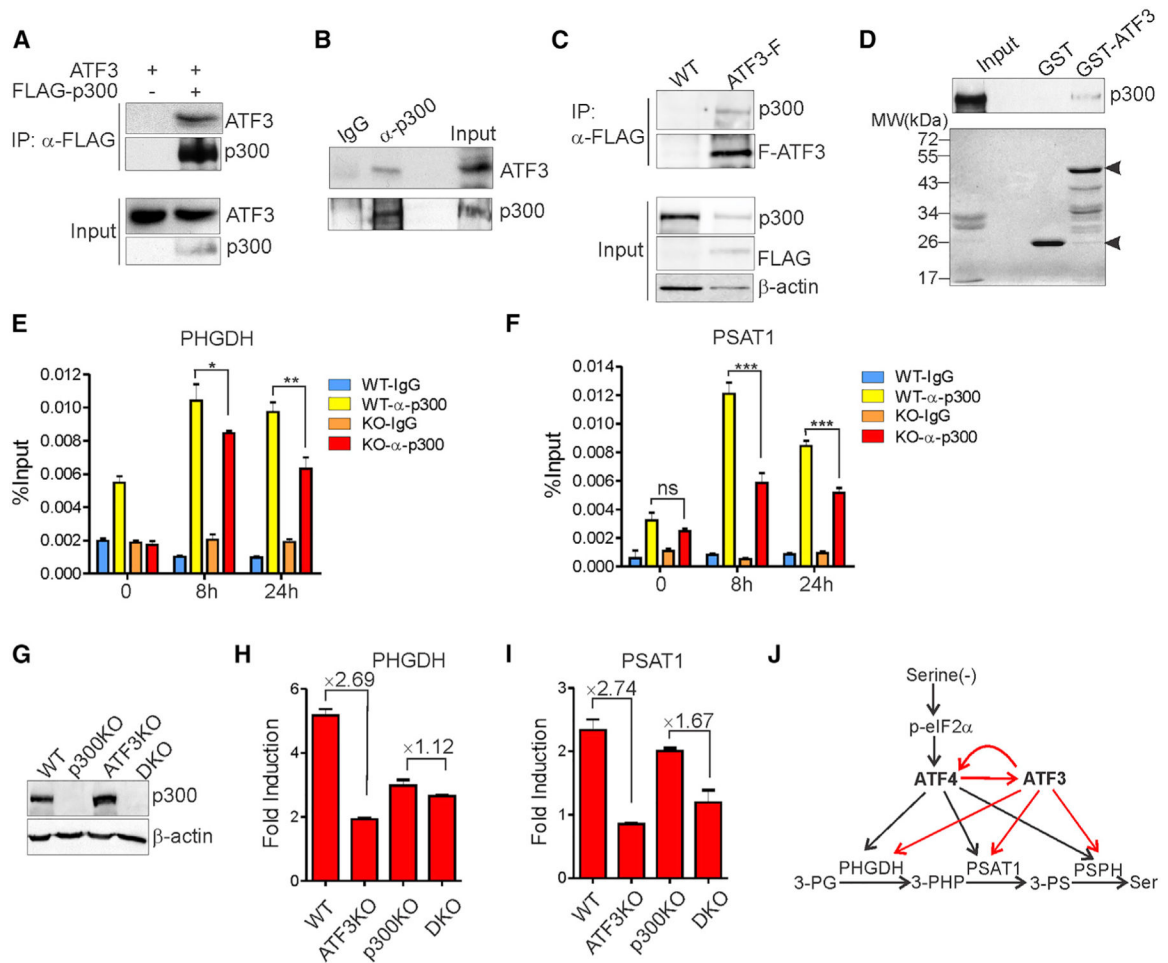 A
ATF3 + +
FLAG-p300 - +
IP: α-FLAG
ATF3
p300
Input
ATF3
p300
B
IgG α-p300 Input
ATF3
p300
C
WT ATF3-F
IP: α-FLAG
p300
F-ATF3
Input
p300
FLAG
β-actin
D
Input GST GST-ATF3
p300
MW(kDa)
72
55
43
34
26
17
E
PHGDH
%Input
0.012
0.010
0.008
0.006
0.004
0.002
0.000
* **
0 8h 24h
WT-IgG
WT-α-p300
KO-IgG
KO-α-p300
F
PSAT1
%Input
0.014
0.012
0.010
0.008
0.006
0.004
0.002
0.000
ns *** ***
0 8h 24h
WT-IgG
WT-α-p300
KO-IgG
KO-α-p300
G
WT p300KO ATF3KO DKO
p300
β-actin
H
PHGDH
Fold Induction
6
4
2
0
×2.69
×1.12
WT ATF3KO p300KO DKO
I
PSAT1
Fold Induction
3
2
1
0
×2.74
×1.67
WT ATF3KO p300KO DKO
J
Serine(-)
p-eIF2α
ATF4 ATF3
PHGDH PSAT1 PSPH
3-PG 3-PHP 3-PS Ser